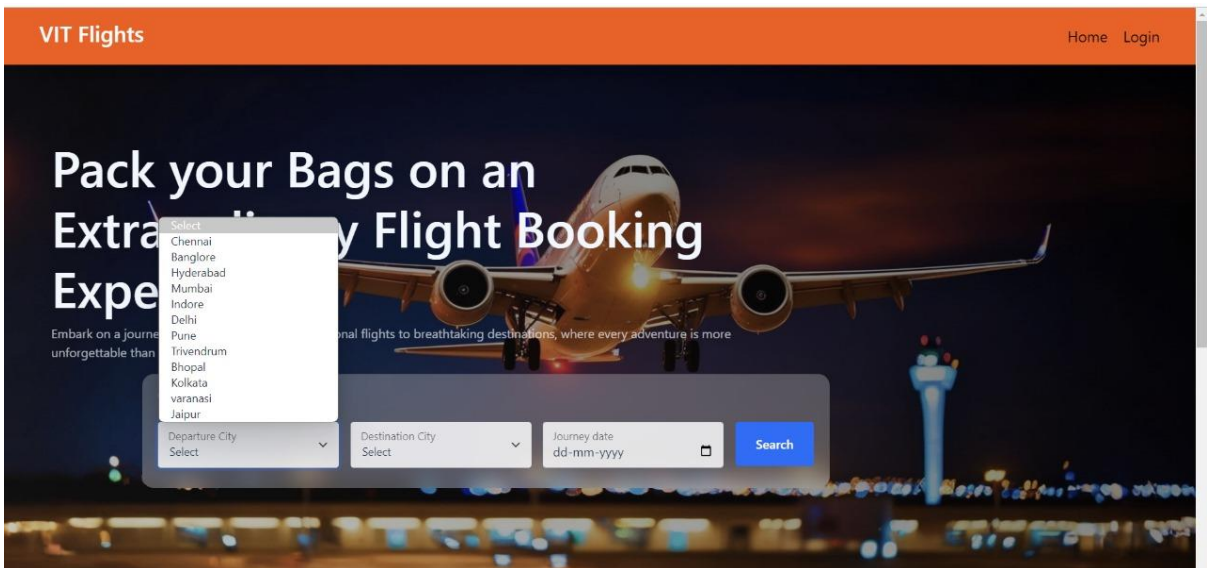 VIT Flights
Home Login
Pack your Bags on an
Extra y Flight Booking
Expe
Embark on a journe nal flights to breathtaking destinations, where every adventure is more
unforgettable than
Select
Chennai
Banglore
Hyderabad
Mumbai
Indore
Delhi
Pune
Trivendrum
Bhopal
Kolkata
varanasi
Jaipur
Departure City
Select
Destination City
Select
Journey date
dd-mm-yyyy
Search